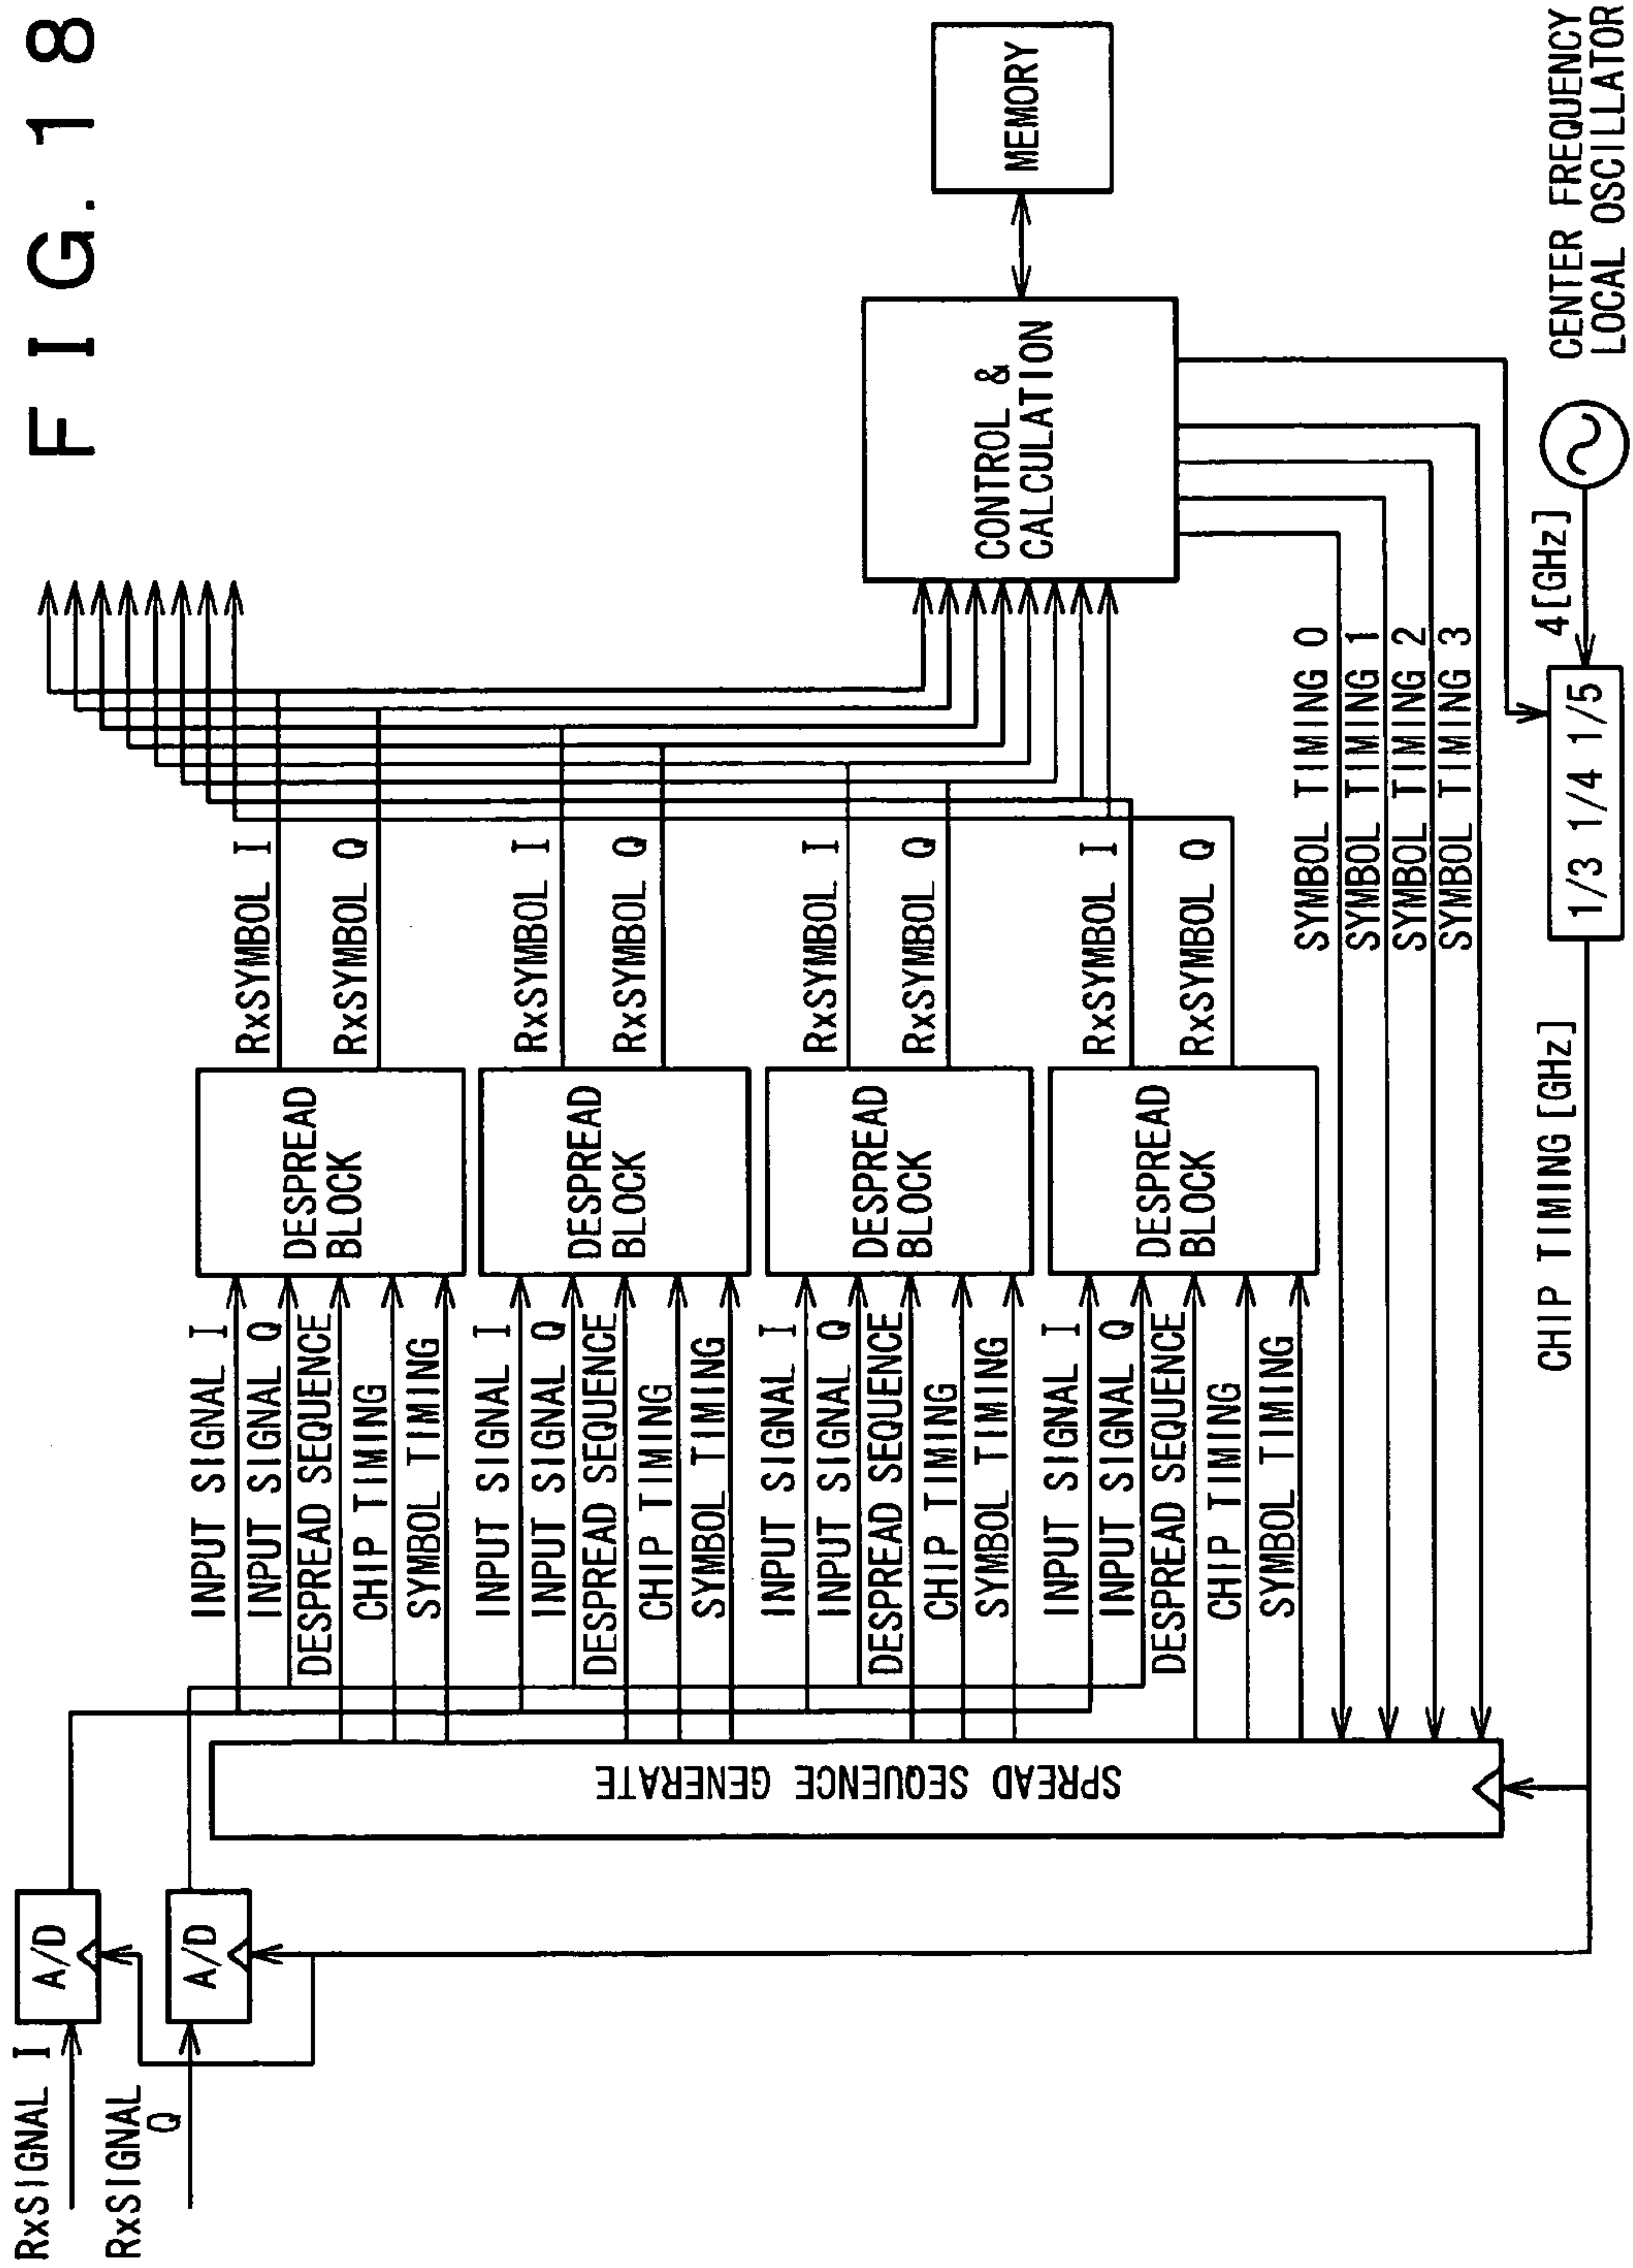 FIG. 18
RxSIGNAL I
RxSIGNAL
Q
A/D
A/D
SPREAD SEQUENCE GENERATE
INPUT SIGNAL I
INPUT SIGNAL Q
DESPREAD SEQUENCE
CHIP TIMING
SYMBOL TIMING
DESPREAD
BLOCK
RxSYMBOL I
RxSYMBOL Q
INPUT SIGNAL I
INPUT SIGNAL Q
DESPREAD SEQUENCE
CHIP TIMING
SYMBOL TIMING
DESPREAD
BLOCK
RxSYMBOL I
RxSYMBOL Q
INPUT SIGNAL I
INPUT SIGNAL Q
DESPREAD SEQUENCE
CHIP TIMING
SYMBOL TIMING
DESPREAD
BLOCK
RxSYMBOL I
RxSYMBOL Q
INPUT SIGNAL I
INPUT SIGNAL Q
DESPREAD SEQUENCE
CHIP TIMING
SYMBOL TIMING
DESPREAD
BLOCK
RxSYMBOL I
RxSYMBOL Q
CONTROL &
CALCULATION
MEMORY
SYMBOL TIMING 0
SYMBOL TIMING 1
SYMBOL TIMING 2
SYMBOL TIMING 3
CHIP TIMING [GHz]
1/3 1/4 1/5
4[GHz]
CENTER FREQUENCY
LOCAL OSCILLATOR